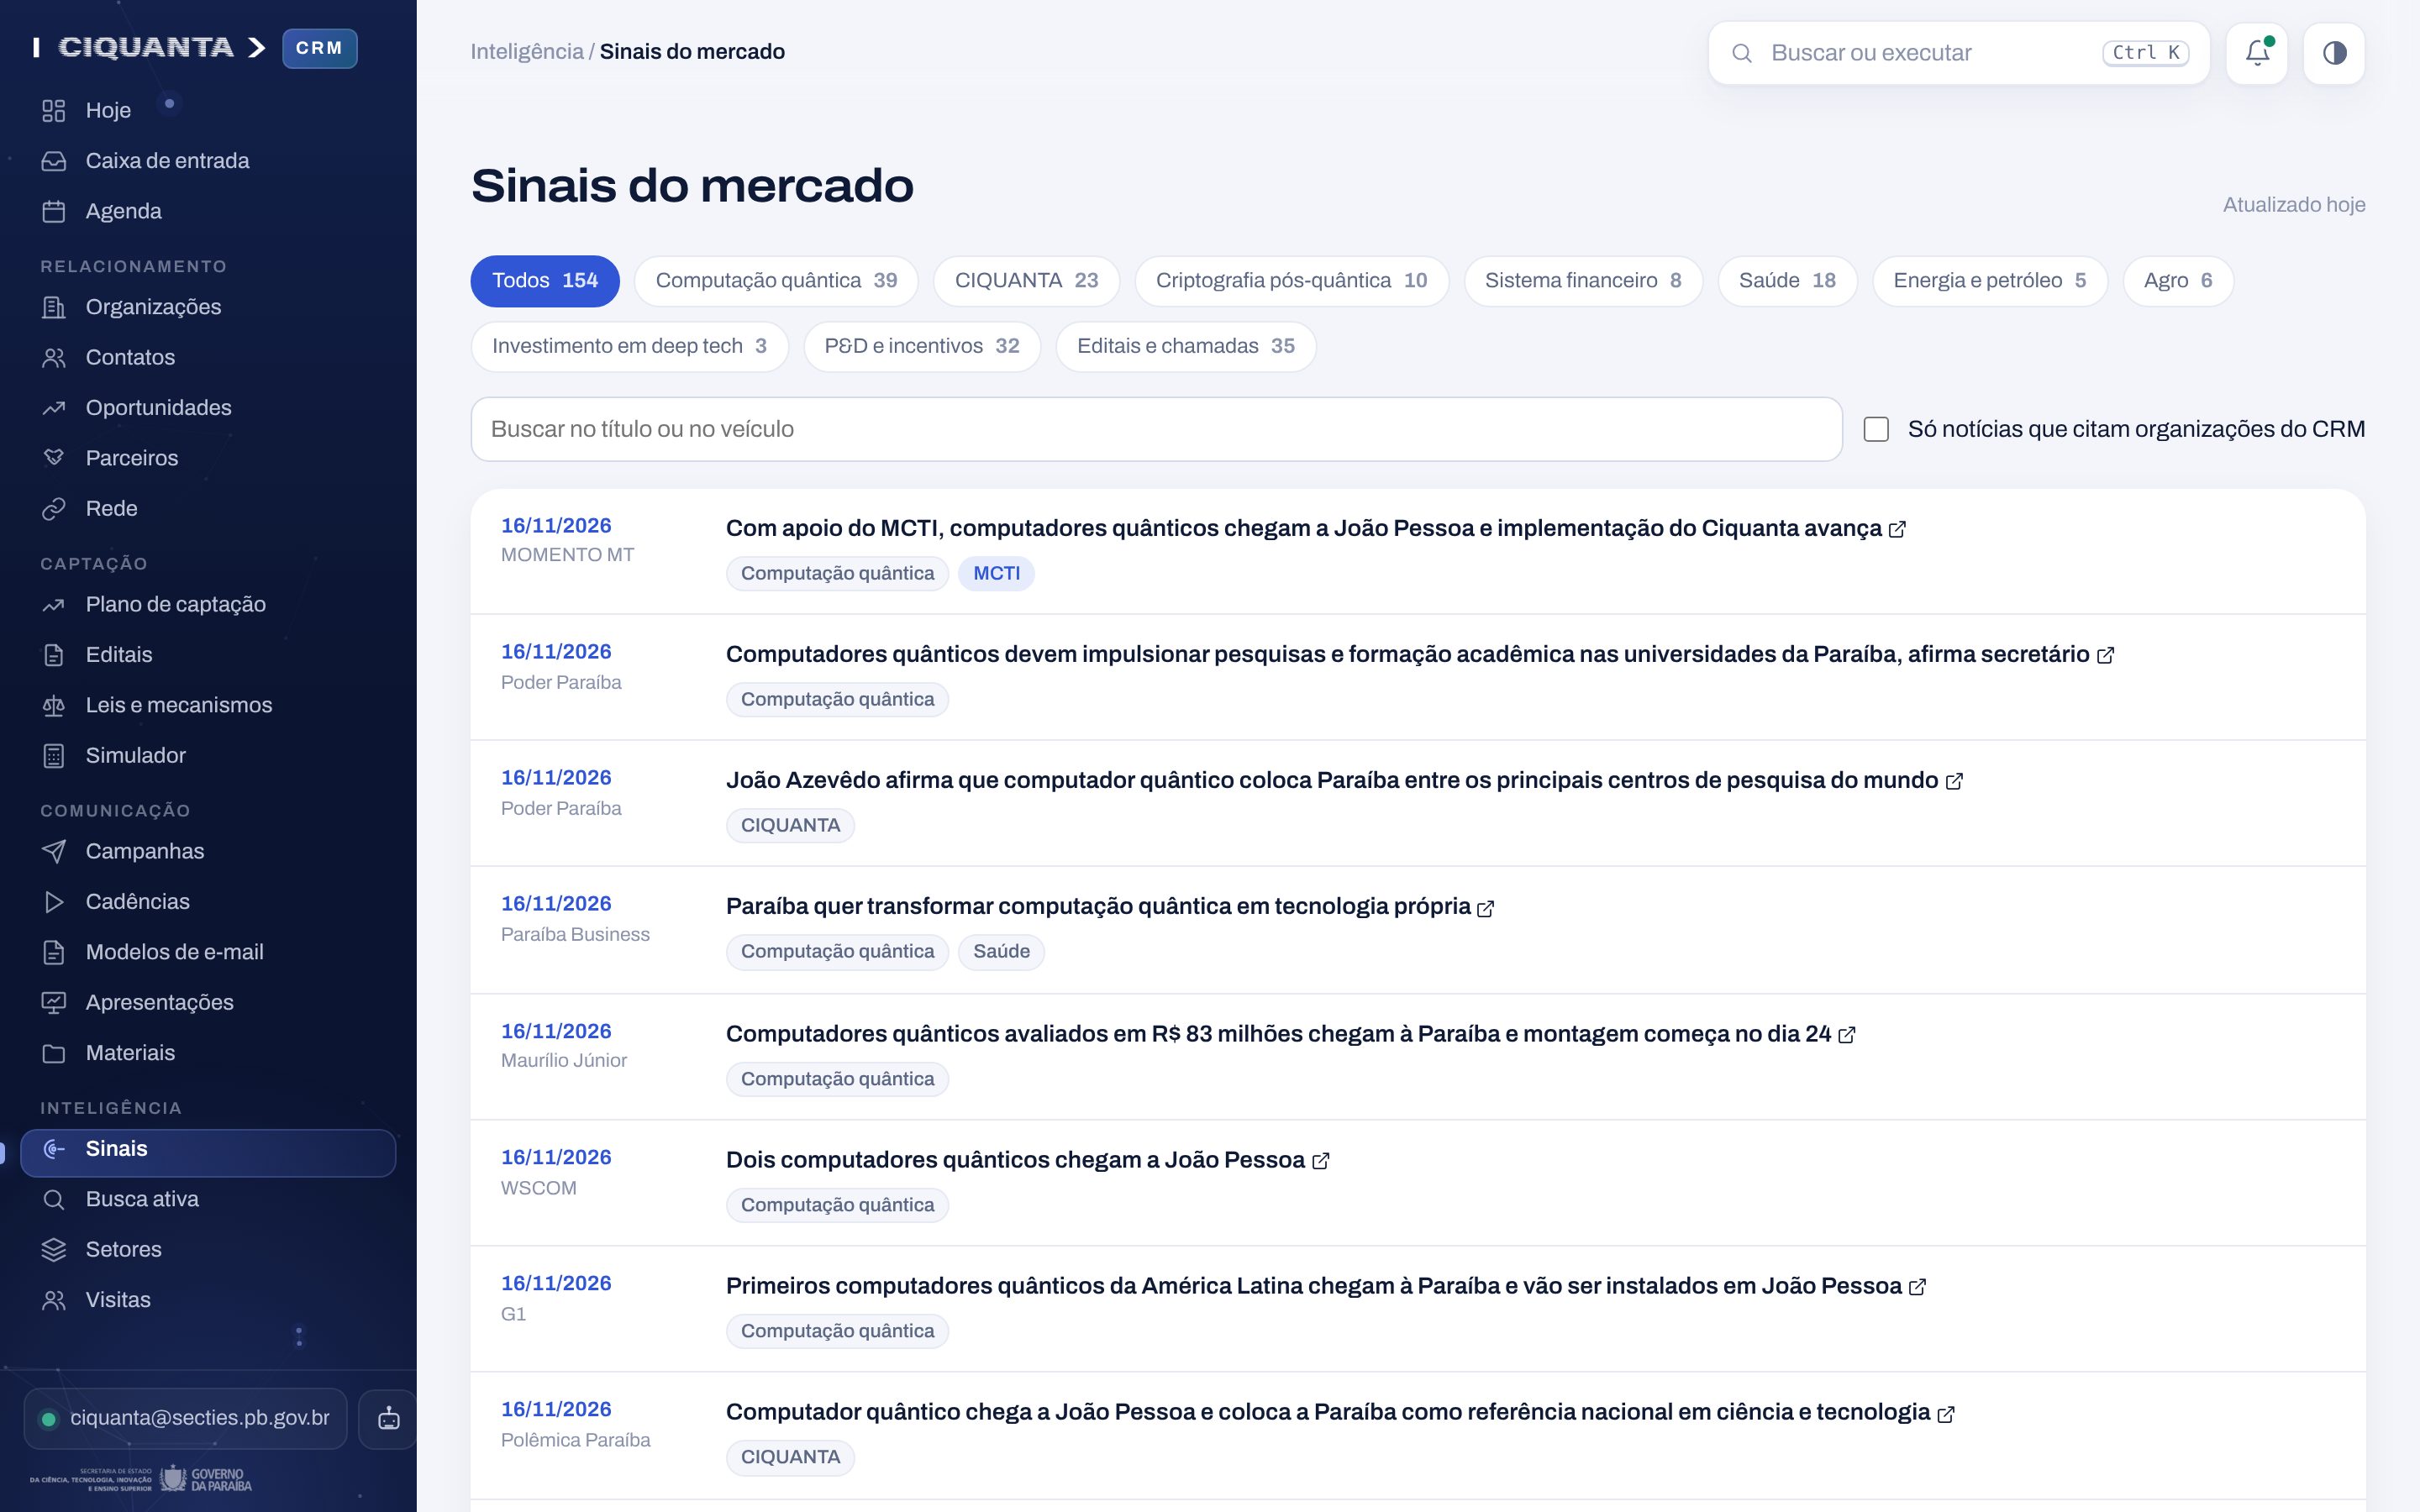 CIQUANTA CRM
Hoje
Caixa de entrada
Agenda
RELACIONAMENTO
Organizações
Contatos
Oportunidades
Parceiros
Rede
CAPTAÇÃO
Plano de captação
Editais
Leis e mecanismos
Simulador
COMUNICAÇÃO
Campanhas
Cadências
Modelos de e-mail
Apresentações
Materiais
INTELIGÊNCIA
Sinais
Busca ativa
Setores
Visitas
ciquanta@secties.pb.gov.br
SECRETARIA DE ESTADO
DA CIÊNCIA, TECNOLOGIA, INOVAÇÃO
E ENSINO SUPERIOR
GOVERNO
DA PARAÍBA
Inteligência / Sinais do mercado
Buscar ou executar Ctrl K
Sinais do mercado
Atualizado hoje
Todos 154 Computação quântica 39 CIQUANTA 23 Criptografia pós-quântica 10 Sistema financeiro 8 Saúde 18 Energia e petróleo 5 Agro 6
Investimento em deep tech 3 P&D e incentivos 32 Editais e chamadas 35
Buscar no título ou no veículo
Só notícias que citam organizações do CRM
16/11/2026
MOMENTO MT
Com apoio do MCTI, computadores quânticos chegam a João Pessoa e implementação do Ciquanta avança
Computação quântica MCTI
16/11/2026
Poder Paraíba
Computadores quânticos devem impulsionar pesquisas e formação acadêmica nas universidades da Paraíba, afirma secretário
Computação quântica
16/11/2026
Poder Paraíba
João Azevêdo afirma que computador quântico coloca Paraíba entre os principais centros de pesquisa do mundo
CIQUANTA
16/11/2026
Paraíba Business
Paraíba quer transformar computação quântica em tecnologia própria
Computação quântica Saúde
16/11/2026
Maurílio Júnior
Computadores quânticos avaliados em R$ 83 milhões chegam à Paraíba e montagem começa no dia 24
Computação quântica
16/11/2026
WSCOM
Dois computadores quânticos chegam a João Pessoa
Computação quântica
16/11/2026
G1
Primeiros computadores quânticos da América Latina chegam à Paraíba e vão ser instalados em João Pessoa
Computação quântica
16/11/2026
Polêmica Paraíba
Computador quântico chega a João Pessoa e coloca a Paraíba como referência nacional em ciência e tecnologia
CIQUANTA